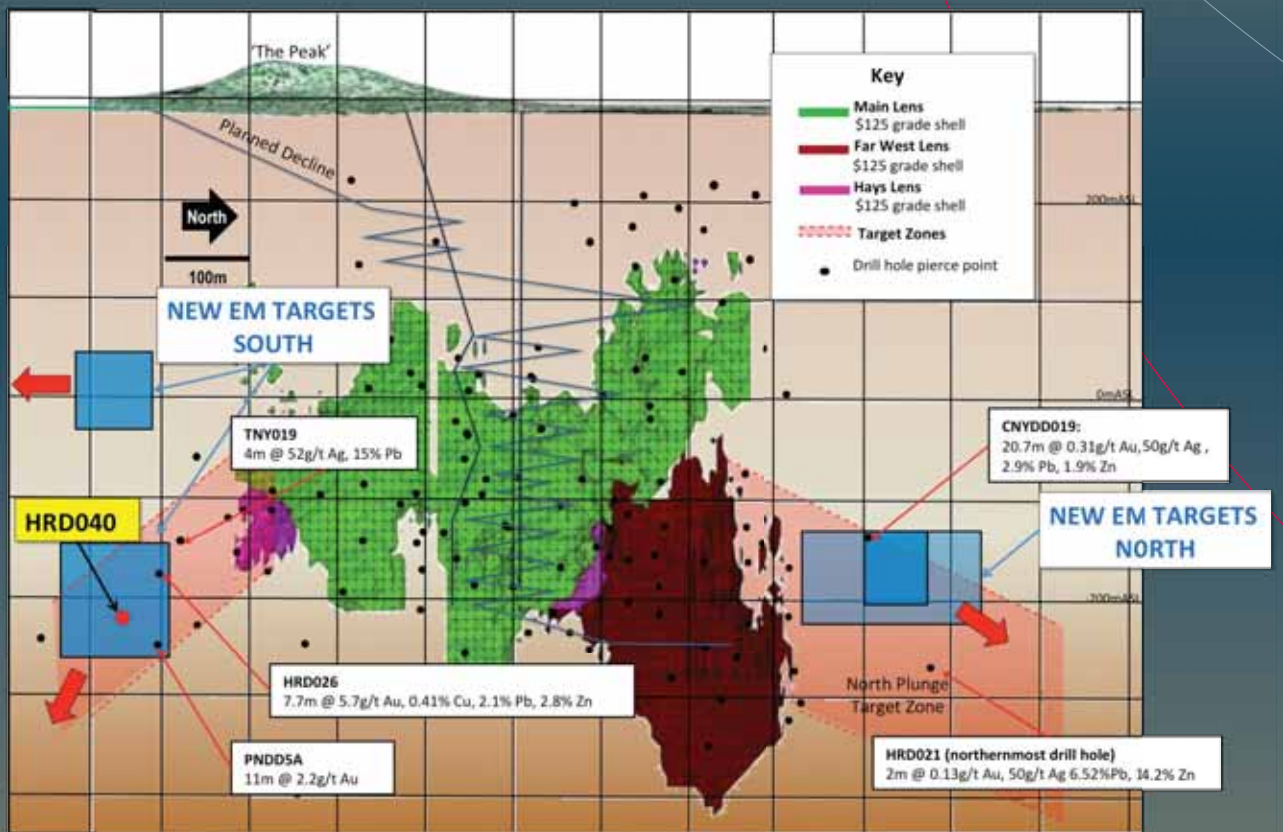 'The Peak'
Key
Main Lens
$125 grade shell
Far West Lens
$125 grade shell
Hays Lens
$125 grade shell
Target Zones
Drill hole pierce point
Planned Decline
200mASL
North
100m
NEW EM TARGETS
SOUTH
0mASL
TNY019
4m @ 52g/t Ag, 15% Pb
CNYDD019:
20.7m @ 0.31g/t Au,50g/t Ag ,
2.9% Pb, 1.9% Zn
HRD040
NEW EM TARGETS
NORTH
-200mASL
HRD026
7.7m @ 5.7g/t Au, 0.41% Cu, 2.1% Pb, 2.8% Zn
North Plunge
Target Zone
PNDD5A
11m @ 2.2g/t Au
HRD021 (northernmost drill hole)
2m @ 0.13g/t Au, 50g/t Ag 6.52%Pb, 14.2% Zn